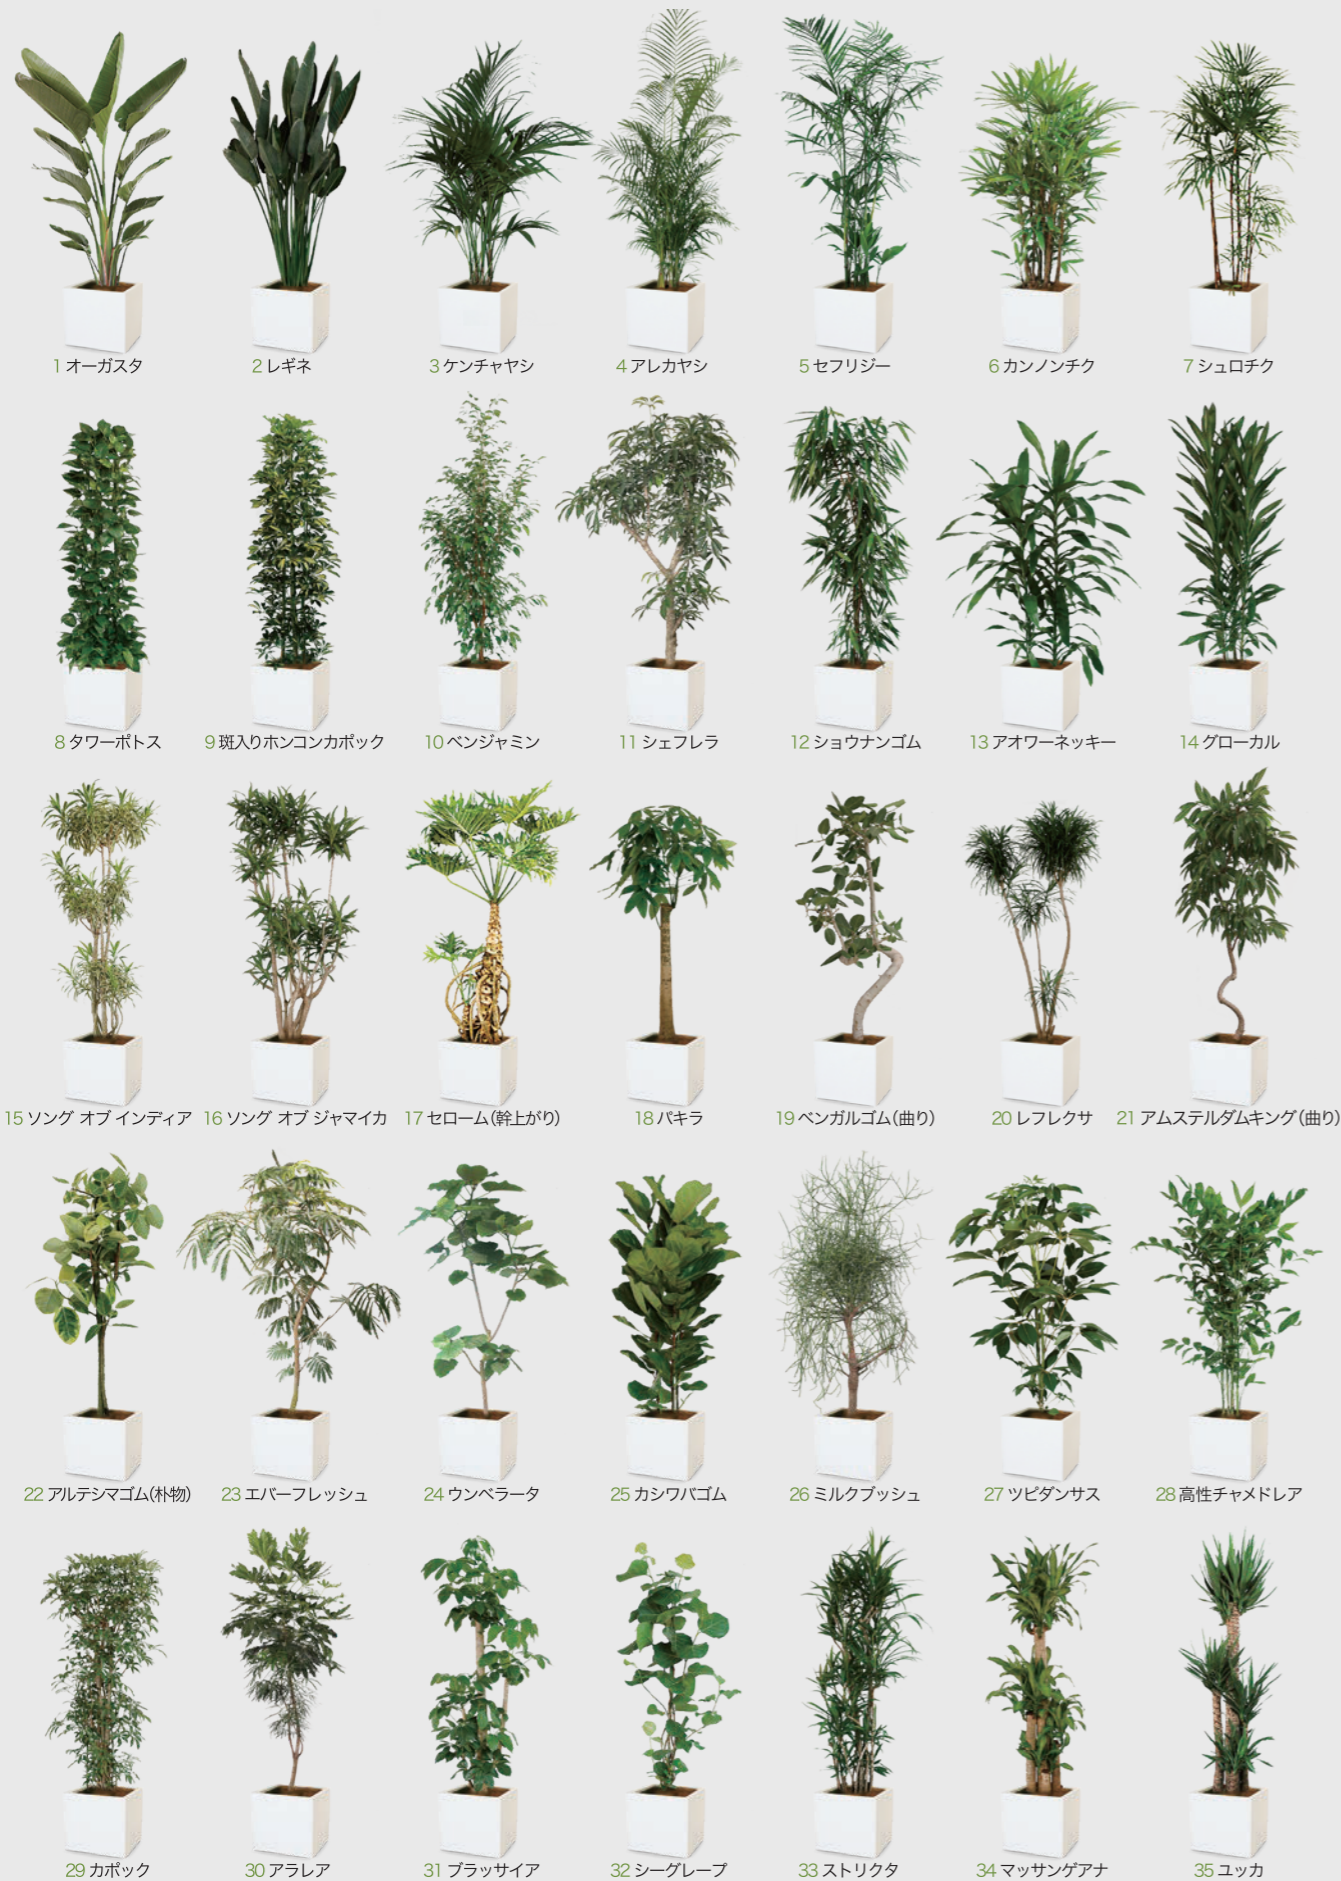 1 オーガスタ
2 レギネ
3 ケンチャヤシ
4 アレカヤシ
5 セフリジー
6 カンノンチク
7 シュロチク
8 タワーポトス
9 斑入りホンコンカポック
10 ベンジャミン
11 シェフレラ
12 ショウナンゴム
13 アオワーネッキー
14 グローカル
15 ソング オブ インディア
16 ソング オブ ジャマイカ
17 セローム(幹上がり)
18 パキラ
19 ベンガルゴム(曲り)
20 レフレクサ
21 アムステルダムキング(曲り)
22 アルテシマゴム(朴物)
23 エバーフレッシュ
24 ウンベラータ
25 カシワバゴム
26 ミルクブッシュ
27 ツピダンサス
28 高性チャメドレア
29 カポック
30 アラレア
31 ブラッサイア
32 シーグレープ
33 ストリクタ
34 マッサンゲアナ
35 ユッカ